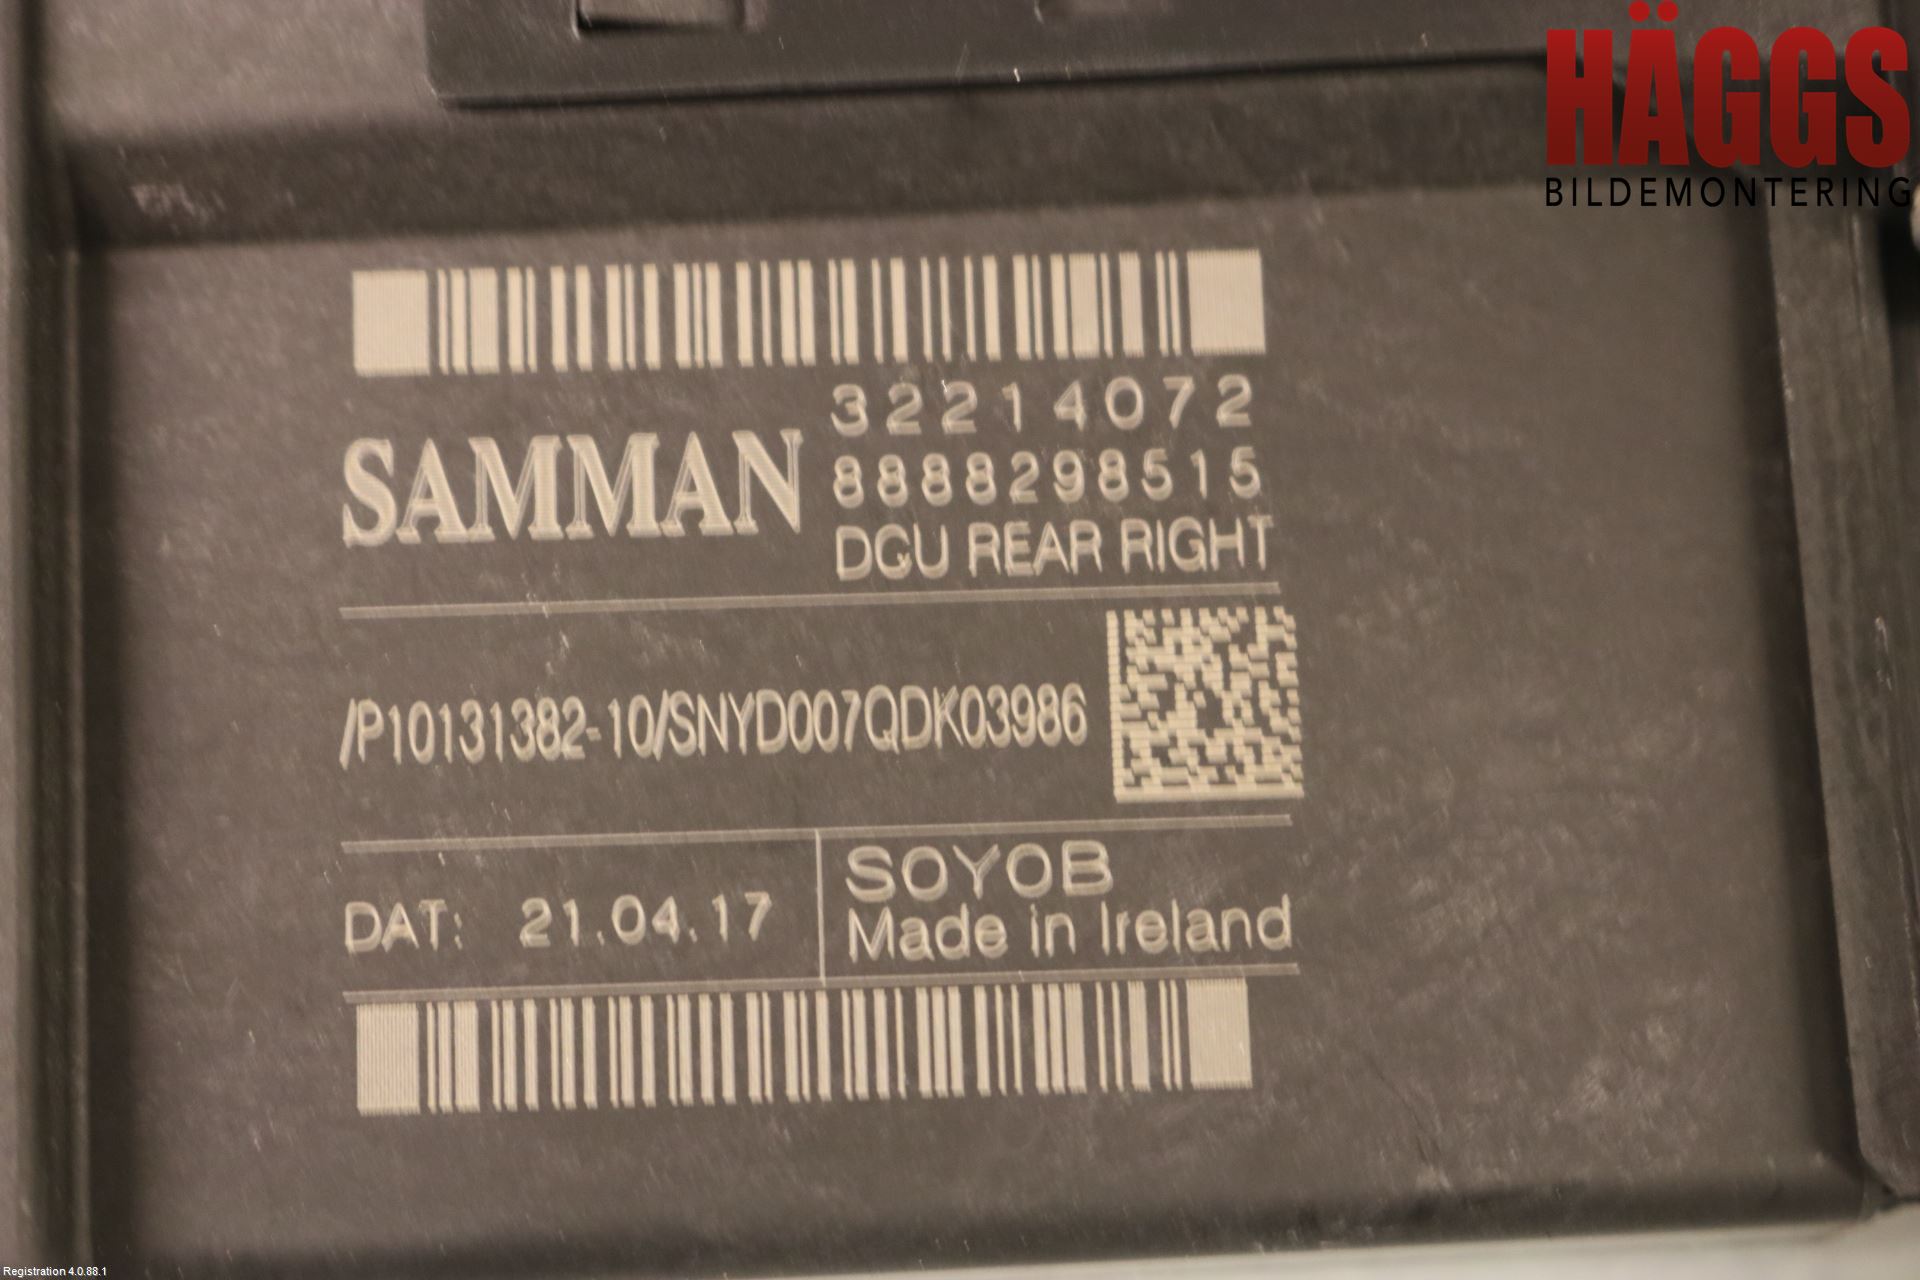 HÄGGS
BILDEMONTERING
32214072
8888298515
SAMMAN
DCU REAR RIGHT
/P10131382-10/SNYD007QDK03986
DAT: 21.04.17
SOYOB
Made in Ireland
Registration 4.0.88.1